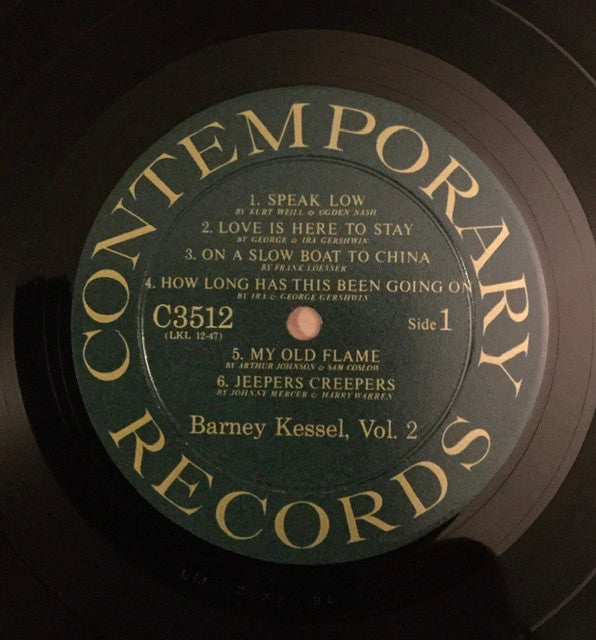 CONTEMPORARY
1. SPEAK LOW
BY KURT WEILL & OGDEN NASH
2. LOVE IS HERE TO STAY
BY GEORGE & IRA GERSHWIN
3. ON A SLOW BOAT TO CHINA
BY FRANK LOESSER
4. HOW LONG HAS THIS BEEN GOING ON
BY IRA & GEORGE GERSHWIN
C3512 Side 1
(LKL 12-47)
5. MY OLD FLAME
BY ARTHUR JOHNSON & SAM COSLOW
6. JEEPERS CREEPERS
BY JOHNNY MERCER & HARRY WARREN
Barney Kessel, Vol. 2
RECORDS